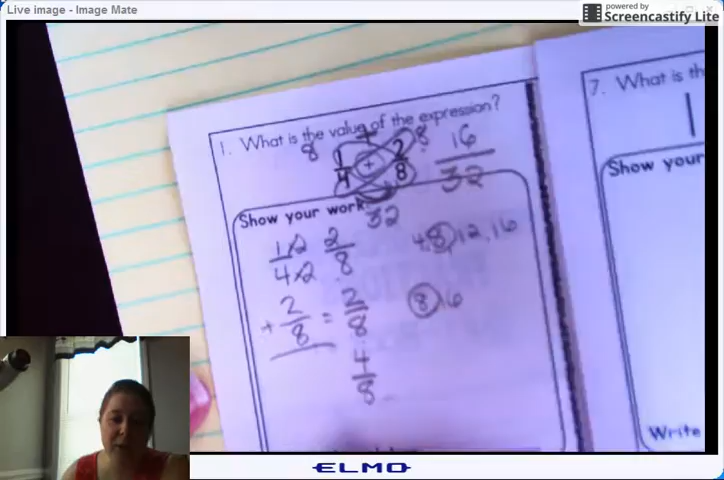 Live image - Image Mate
powered by
Screencastify Lite
1. What is the value of the expression?
8 + 8
1/4 + 2/8
16/32
32
Show your work.
1×2/4×2 2/8
4, 8, 12, 16
+ 2/8 = 2/8
8, 16
4/8
7. What is th
1
Show your
Write
ELMO